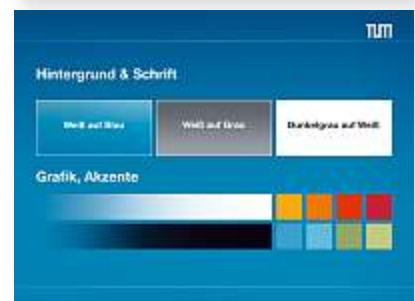 TUM
Hintergrund & Schrift
Weiß auf Blau
Weiß auf Grau
Dunkelgrau auf Weiß
Grafik, Akzente